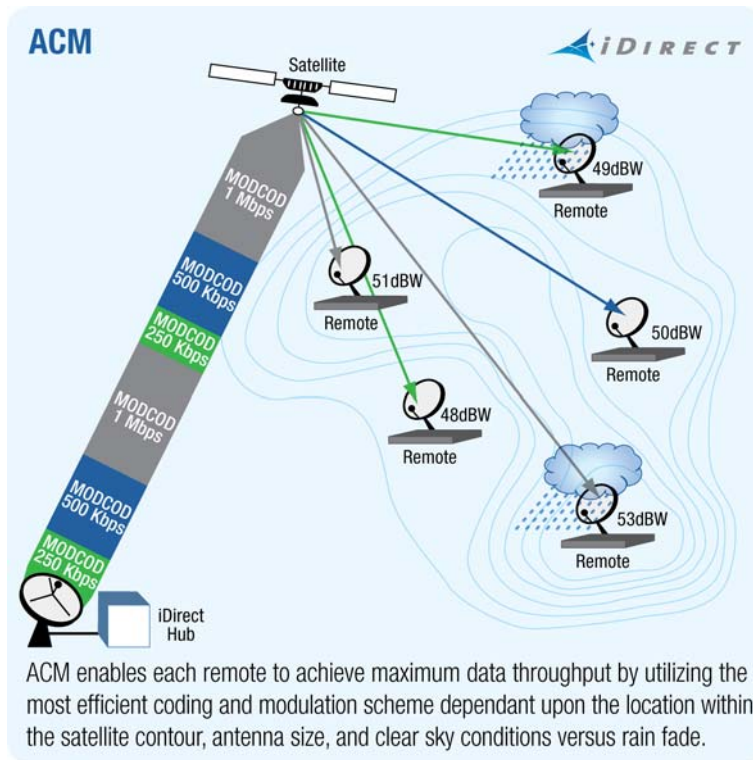 ACM
iDIRECT
Satellite
MODCOD
1 Mbps
MODCOD
500 Kbps
MODCOD
250 Kbps
MODCOD
1 Mbps
MODCOD
500 Kbps
MODCOD
250 Kbps
49dBW
Remote
51dBW
Remote
50dBW
Remote
48dBW
Remote
53dBW
Remote
iDirect
Hub
ACM enables each remote to achieve maximum data throughput by utilizing the
most efficient coding and modulation scheme dependant upon the location within
the satellite contour, antenna size, and clear sky conditions versus rain fade.